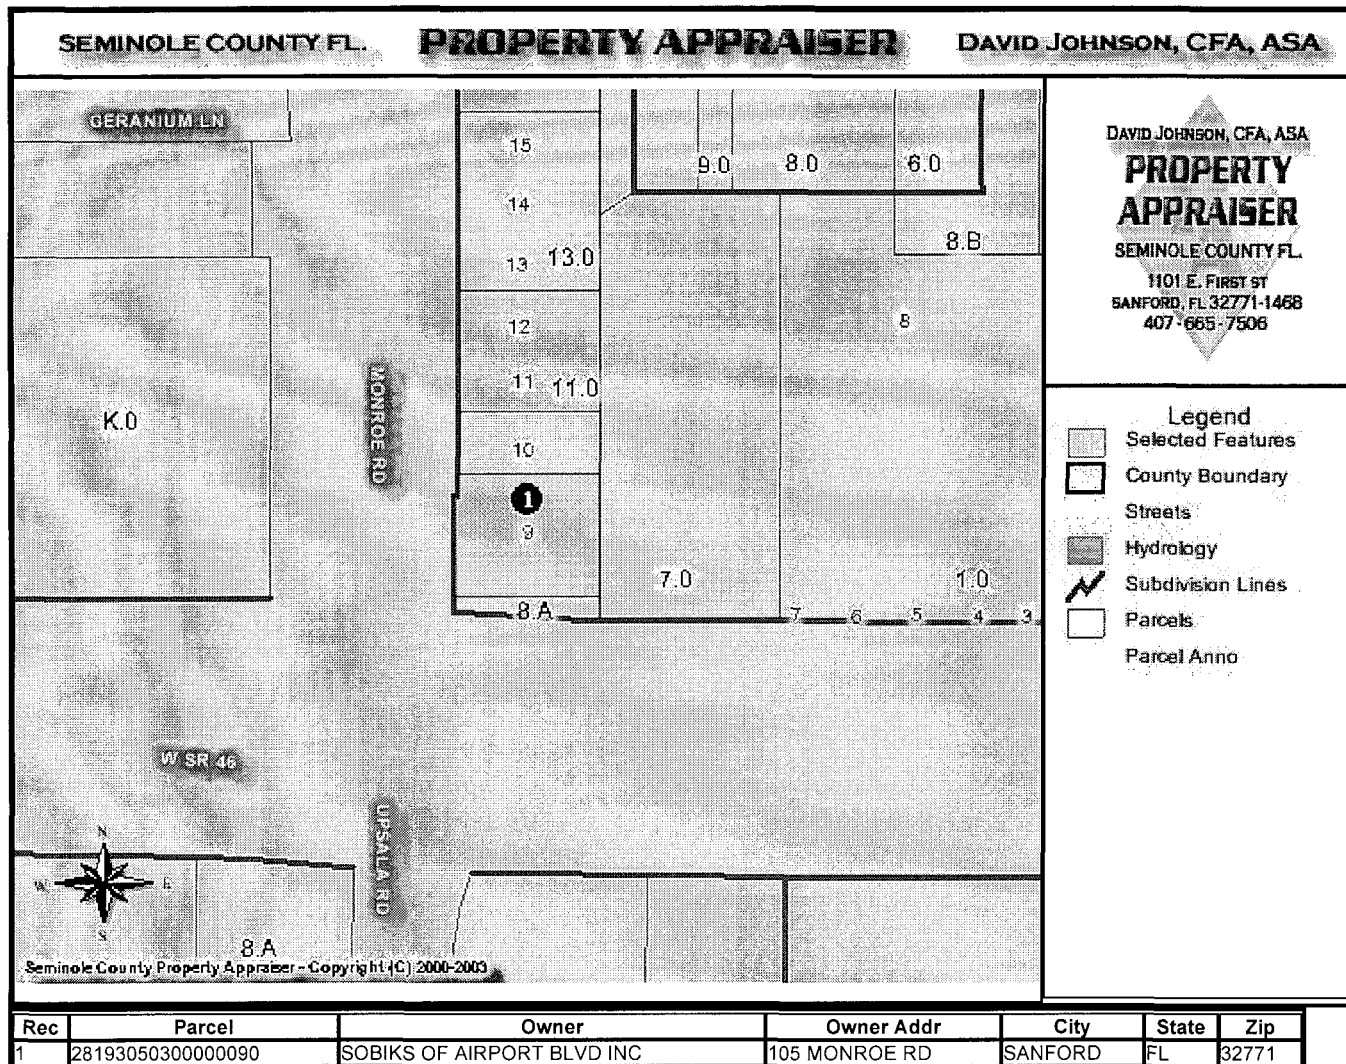 SEMINOLE COUNTY FL. PROPERTY APPRAISER DAVID JOHNSON, CFA, ASA
GERANIUM LN
15
14
13 13.0
12
11 11.0
10
1
9
8.A
9.0 8.0 6.0
8.B
8
7.0 1.0
7 6 5 4 3
K.0
MONROE RD
W SR 46
UPSALA RD
N
W E
S
8.A
Seminole County Property Appraiser - Copyright (C) 2000-2003
DAVID JOHNSON, CFA, ASA
PROPERTY
APPRAISER
SEMINOLE COUNTY FL.
1101 E. FIRST ST
SANFORD, FL 32771-1468
407-665-7506
Legend
Selected Features
County Boundary
Streets
Hydrology
Subdivision Lines
Parcels
Parcel Anno
Rec Parcel Owner Owner Addr City State Zip
1 28193050300000090 SOBIKS OF AIRPORT BLVD INC 105 MONROE RD SANFORD FL 32771